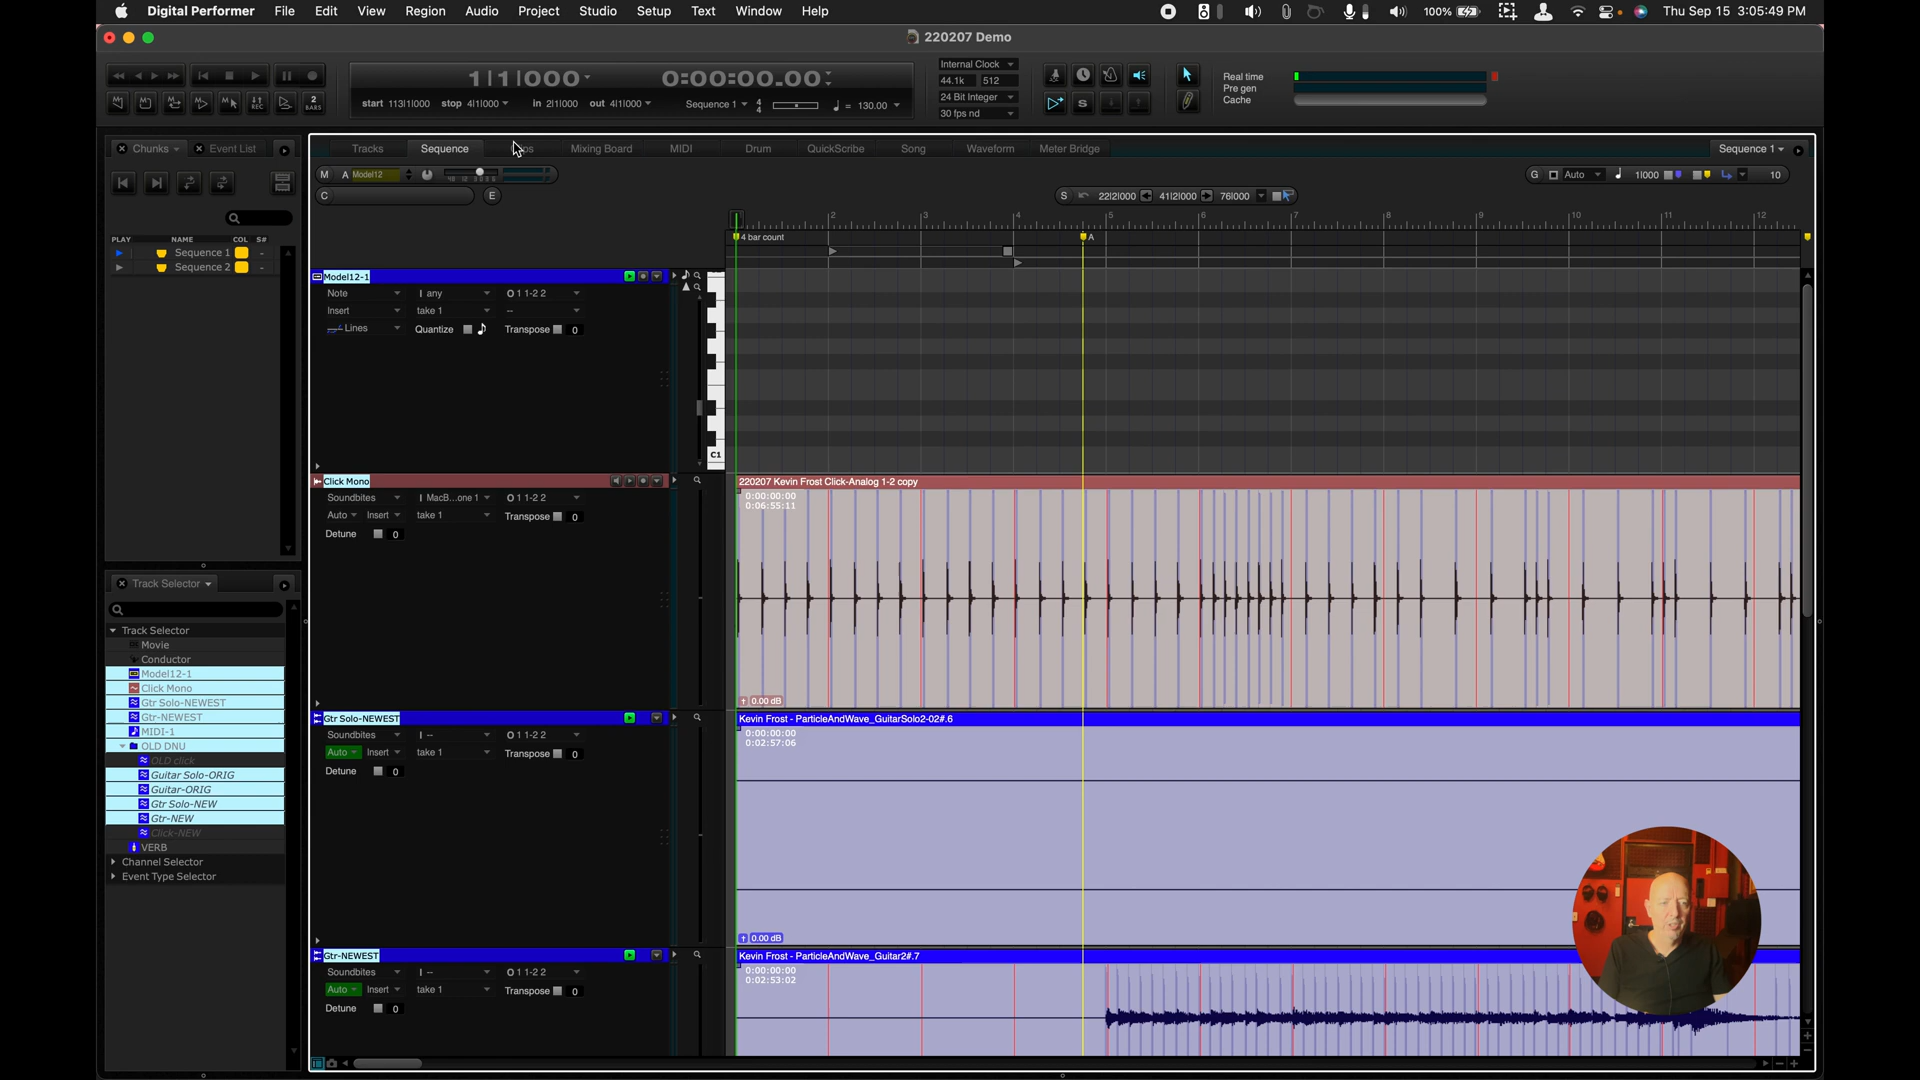 Digital Performer File Edit View Region Audio Project Studio Setup Text Window Help 100% Thu Sep 15 3:05:49 PM
220207 Demo
1|1|000 0:00:00.00
start 113|1|000 stop 4|1|000 in 2|1|000 out 4|1|000 Sequence 1 4 4 = 130.00
2 BARS
REC
Internal Clock
44.1k 512
24 Bit Integer
30 fps nd
S
Real time
Pre gen
Cache
Chunks Event List
PLAY NAME COL S#
Sequence 1 -
Sequence 2 -
Tracks Sequence Mixing Board MIDI Drum QuickScribe Song Waveform Meter Bridge Sequence 1
M A Model12
C E
G Auto 1|000 10
S 22|2|000 41|2|000 76|000
2 3 4 5 6 7 8 9 10 11 12
4 bar count A
Model12-1
Note I any O 1 1-2 2
Insert take 1 --
Lines Quantize Transpose 0
C1
Click Mono
Soundbites I MacB...one 1 O 1 1-2 2
Auto Insert take 1 Transpose 0
Detune 0
220207 Kevin Frost Click-Analog 1-2 copy
0:00:00:00
0:06:55:11
0.00 dB
Gtr Solo-NEWEST
Soundbites I -- O 1 1-2 2
Auto Insert take 1 Transpose 0
Detune 0
Kevin Frost - ParticleAndWave_GuitarSolo2-02#.6
0:00:00:00
0:02:57:06
0.00 dB
Gtr-NEWEST
Soundbites I -- O 1 1-2 2
Auto Insert take 1 Transpose 0
Detune 0
Kevin Frost - ParticleAndWave_Guitar2#.7
0:00:00:00
0:02:53:02
Track Selector
Track Selector
Movie
Conductor
Model12-1
Click Mono
Gtr Solo-NEWEST
Gtr-NEWEST
MIDI-1
OLD DNU
OLD click
Guitar Solo-ORIG
Guitar-ORIG
Gtr Solo-NEW
Gtr-NEW
Click-NEW
VERB
Channel Selector
Event Type Selector